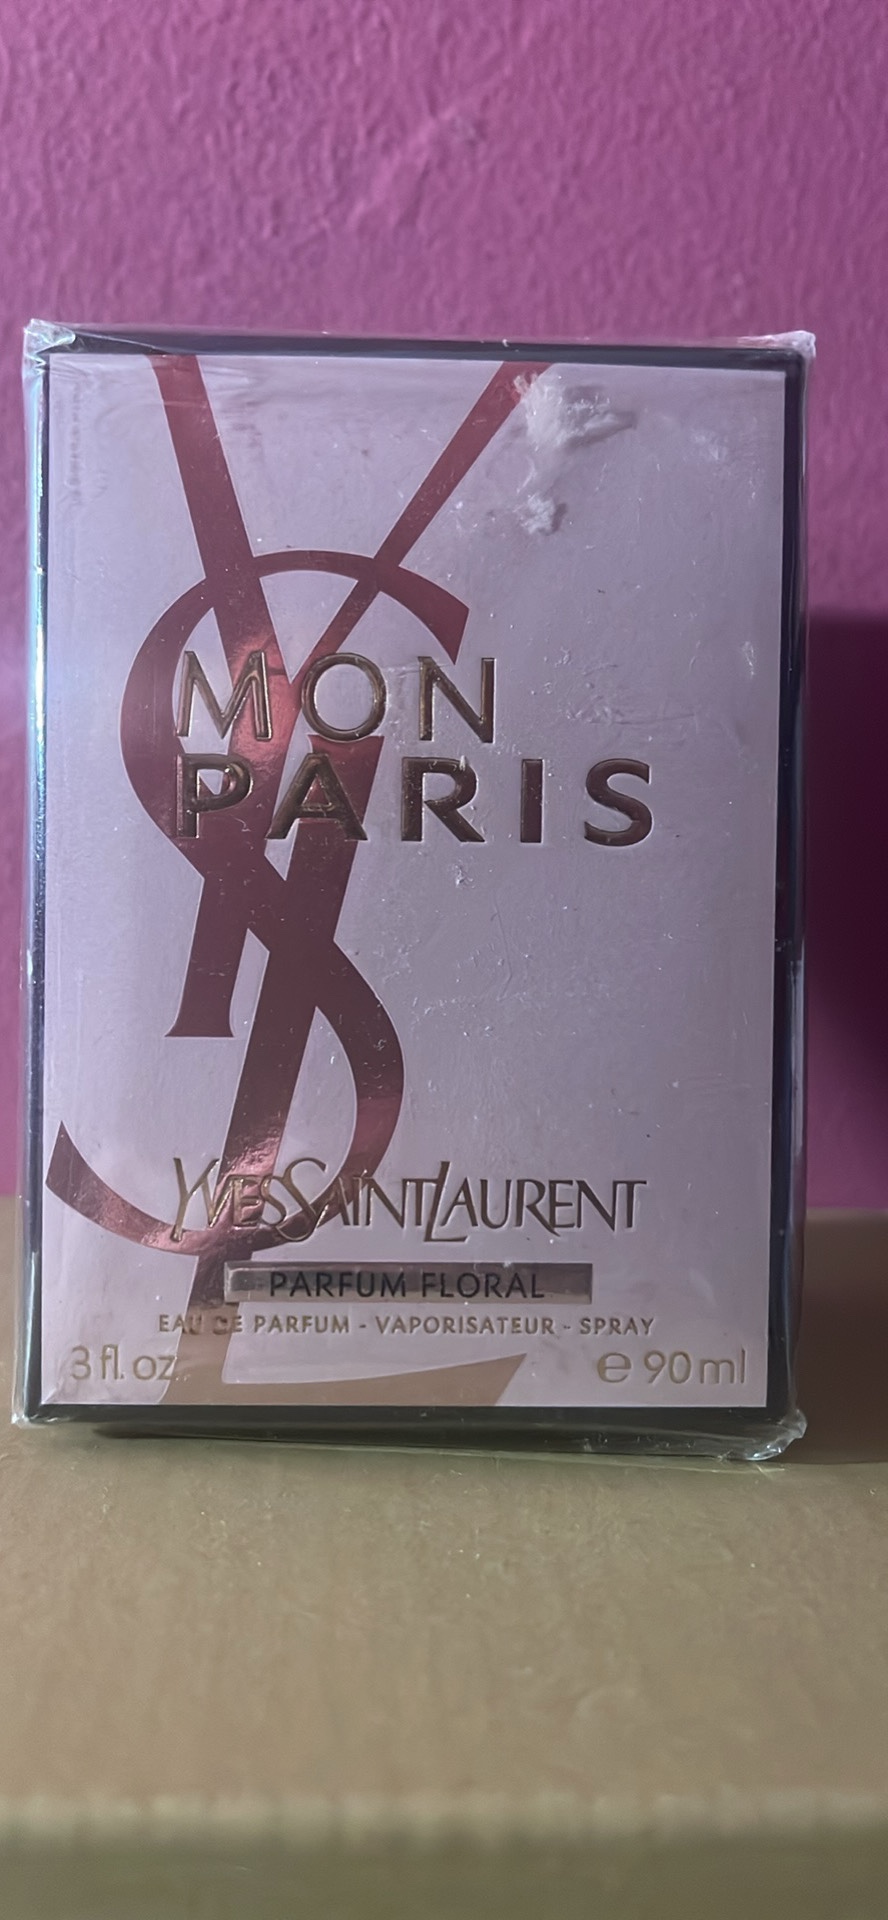 MON
PARIS
YVESSAINTLAURENT
PARFUM FLORAL
EAU DE PARFUM - VAPORISATEUR - SPRAY
3 fl. oz. ℮ 90 ml